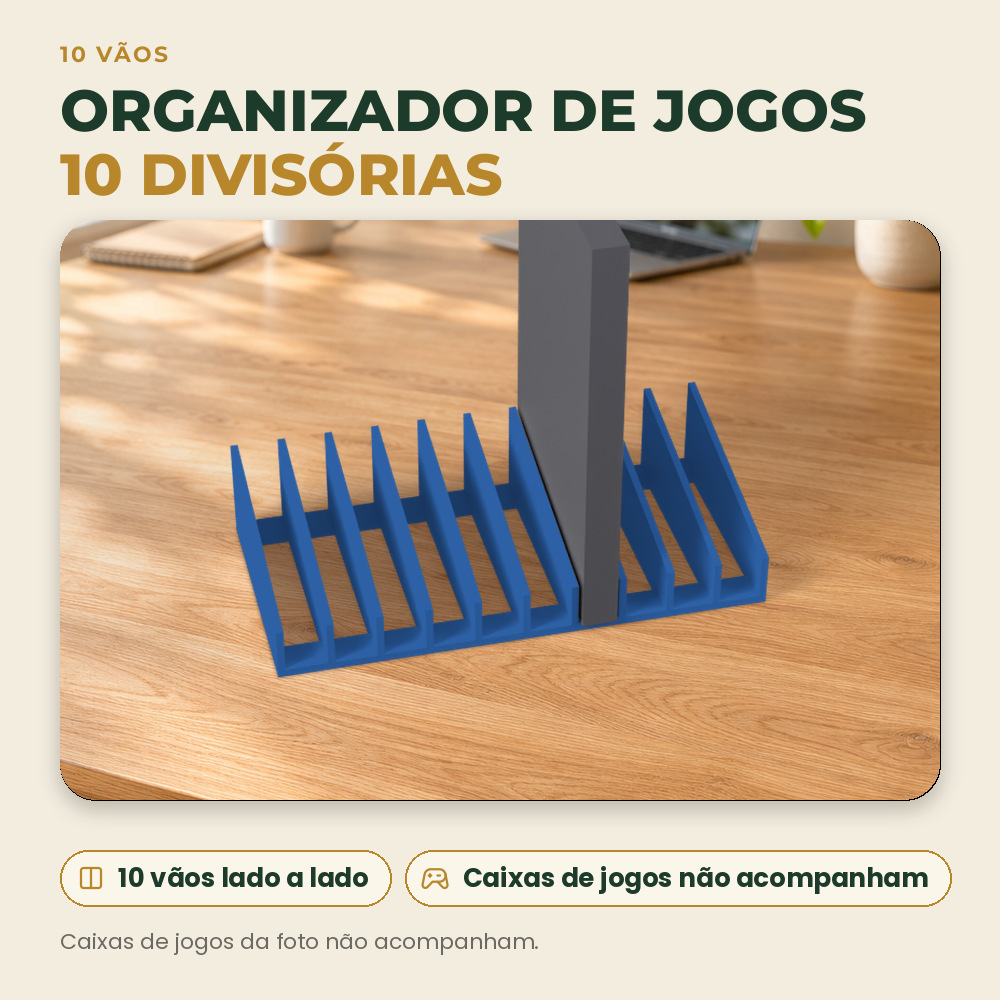 10 VÃOS
ORGANIZADOR DE JOGOS
10 DIVISÓRIAS
10 vãos lado a lado
Caixas de jogos não acompanham
Caixas de jogos da foto não acompanham.